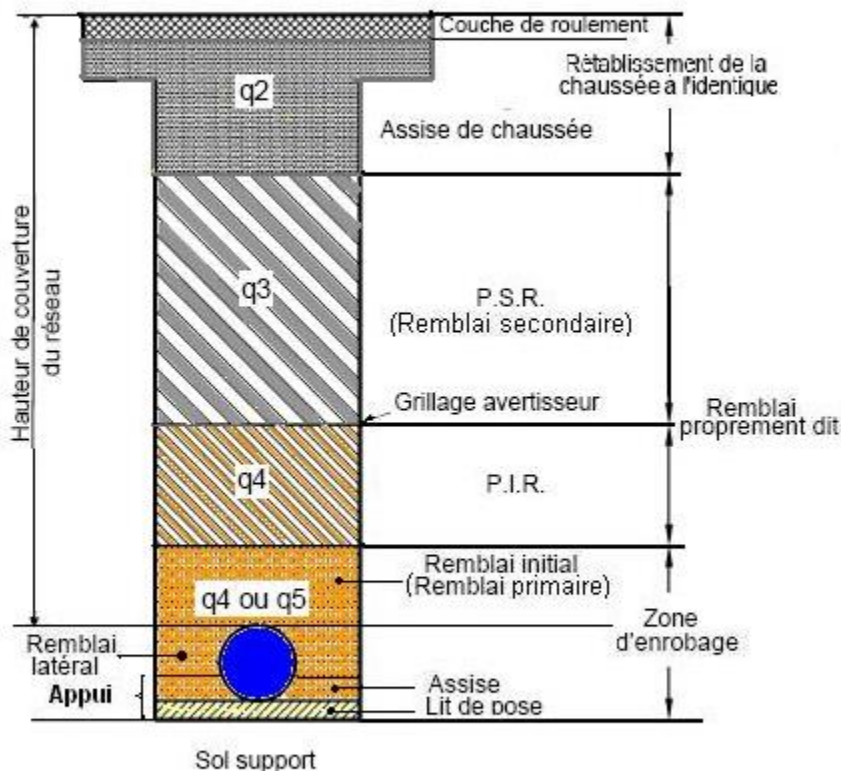 Couche de roulement
Rétablissement de la
chaussée à l'identique
q2
Assise de chaussée
Hauteur de couverture
du réseau
q3
P.S.R.
(Remblai secondaire)
Grillage avertisseur
Remblai
proprement dit
q4
P.I.R.
Remblai initial
(Remblai primaire)
q4 ou q5
Zone
d'enrobage
Remblai
latéral
Appui
Assise
Lit de pose
Sol support